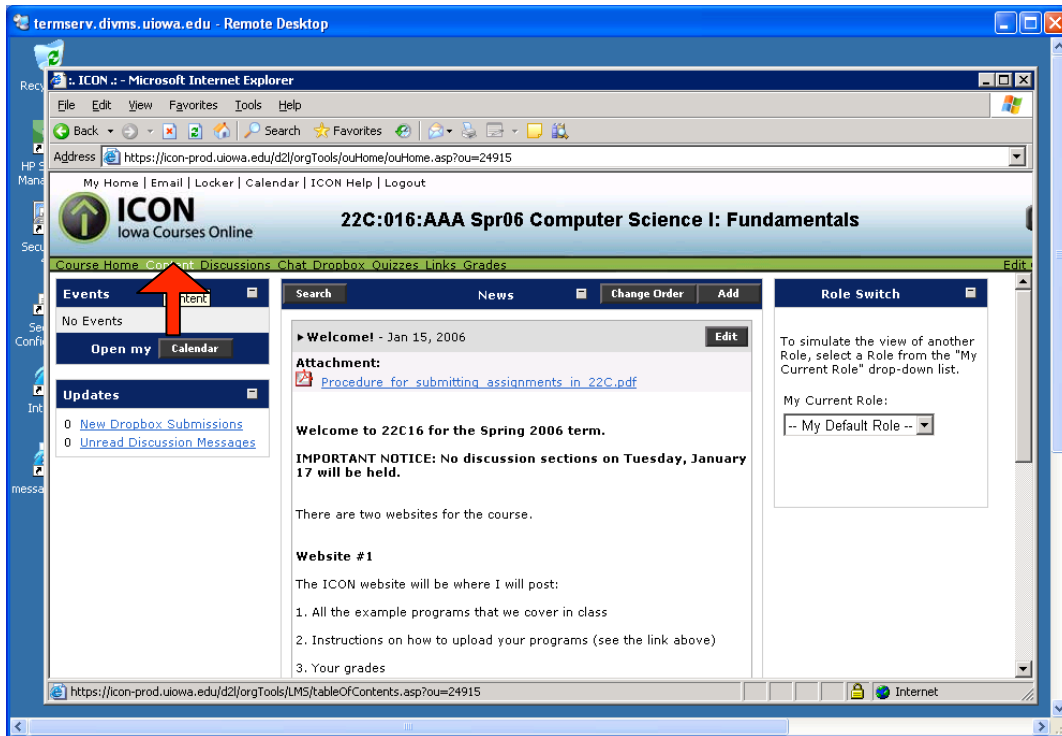 termserv.divms.uiowa.edu - Remote Desktop
:. ICON .: - Microsoft Internet Explorer
File Edit View Favorites Tools Help
Back Search Favorites
Address https://icon-prod.uiowa.edu/d2l/orgTools/ouHome/ouHome.asp?ou=24915
My Home | Email | Locker | Calendar | ICON Help | Logout
ICON
Iowa Courses Online
22C:016:AAA Spr06 Computer Science I: Fundamentals
Course Home Content Discussions Chat Dropbox Quizzes Links Grades Edit
Events
No Events
Open my Calendar
Updates
0 New Dropbox Submissions
0 Unread Discussion Messages
Search News Change Order Add
▸Welcome! - Jan 15, 2006 Edit
Attachment:
Procedure for submitting assignments in 22C.pdf
Welcome to 22C16 for the Spring 2006 term.
IMPORTANT NOTICE: No discussion sections on Tuesday, January
17 will be held.
There are two websites for the course.
Website #1
The ICON website will be where I will post:
1. All the example programs that we cover in class
2. Instructions on how to upload your programs (see the link above)
3. Your grades
Role Switch
To simulate the view of another
Role, select a Role from the "My
Current Role" drop-down list.
My Current Role:
-- My Default Role --
https://icon-prod.uiowa.edu/d2l/orgTools/LMS/tableOfContents.asp?ou=24915
Internet